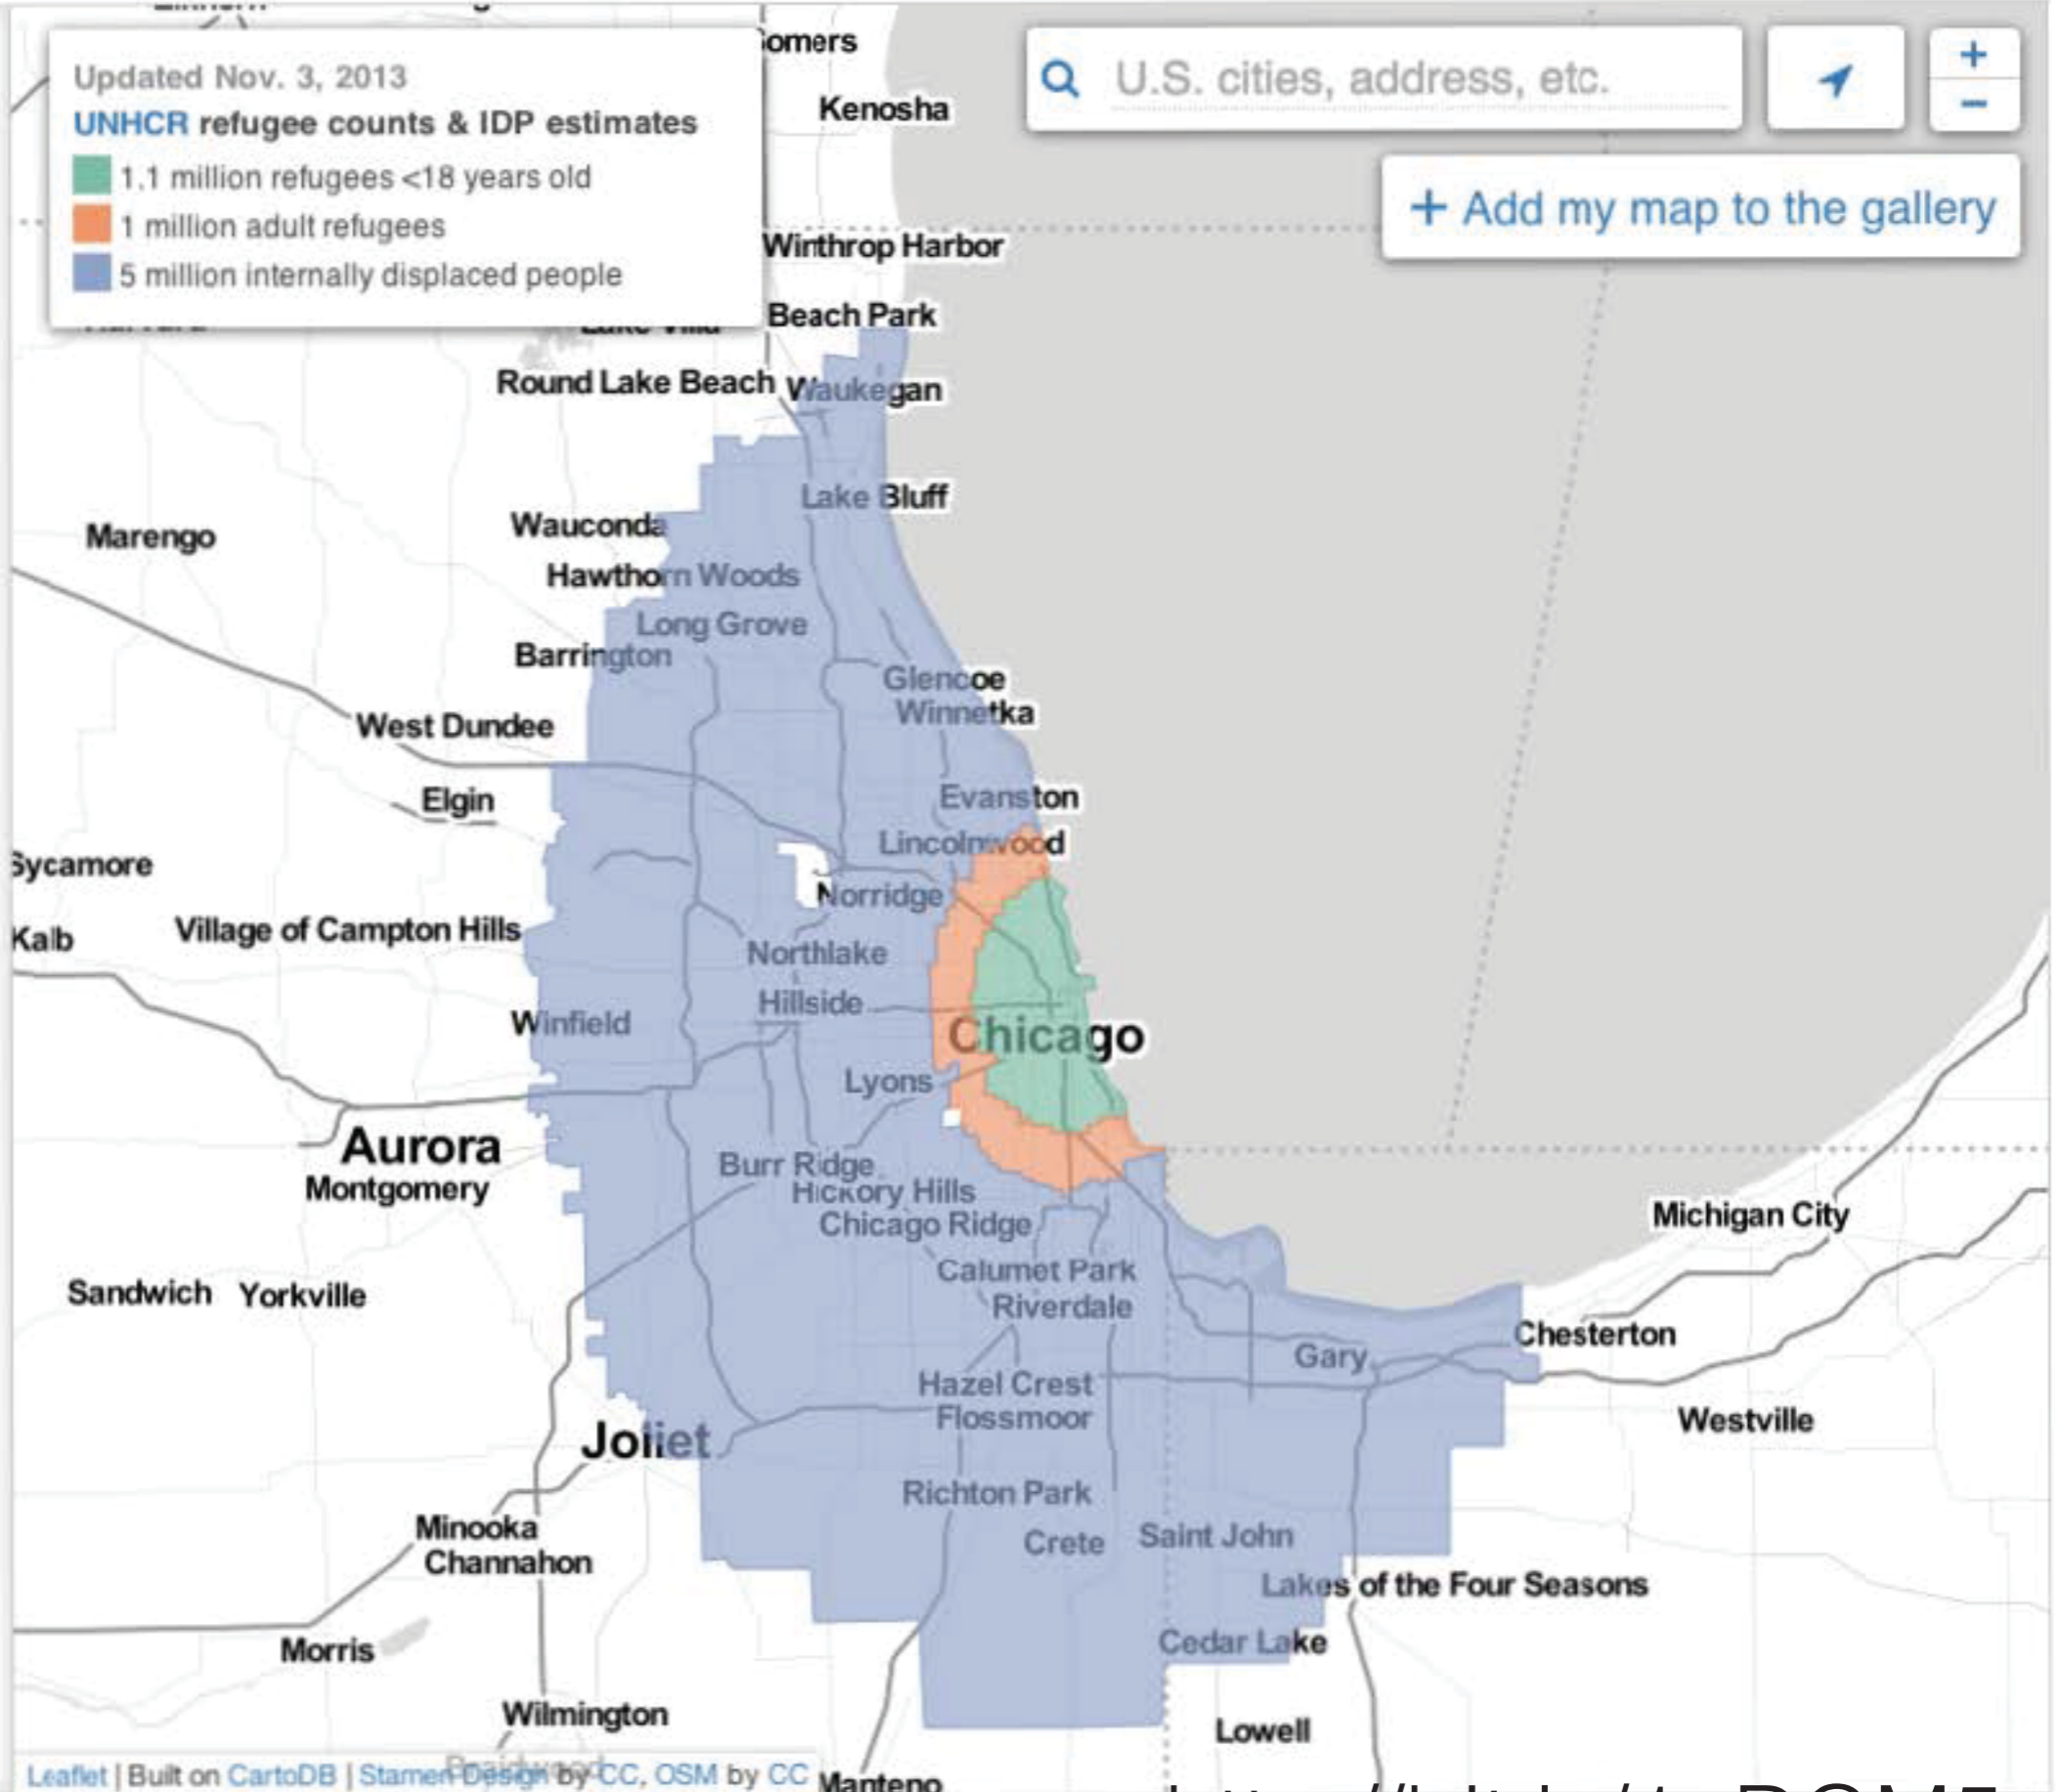 Updated Nov. 3, 2013
UNHCR refugee counts & IDP estimates
1.1 million refugees <18 years old
1 million adult refugees
5 million internally displaced people
U.S. cities, address, etc.
+
−
+ Add my map to the gallery
Kenosha
Winthrop Harbor
Beach Park
Round Lake Beach
Waukegan
Lake Bluff
Wauconda
Marengo
Hawthorn Woods
Long Grove
Barrington
Glencoe
Winnetka
West Dundee
Elgin
Evanston
Lincolnwood
Sycamore
Norridge
Village of Campton Hills
Kalb
Northlake
Hillside
Winfield
Chicago
Lyons
Aurora
Burr Ridge
Montgomery
Hickory Hills
Chicago Ridge
Michigan City
Calumet Park
Sandwich
Yorkville
Riverdale
Chesterton
Gary
Hazel Crest
Flossmoor
Westville
Joliet
Richton Park
Minooka
Crete
Saint John
Channahon
Lakes of the Four Seasons
Morris
Cedar Lake
Wilmington
Lowell
Leaflet | Built on CartoDB | Stamen Design by CC, OSM by CC
Manteno